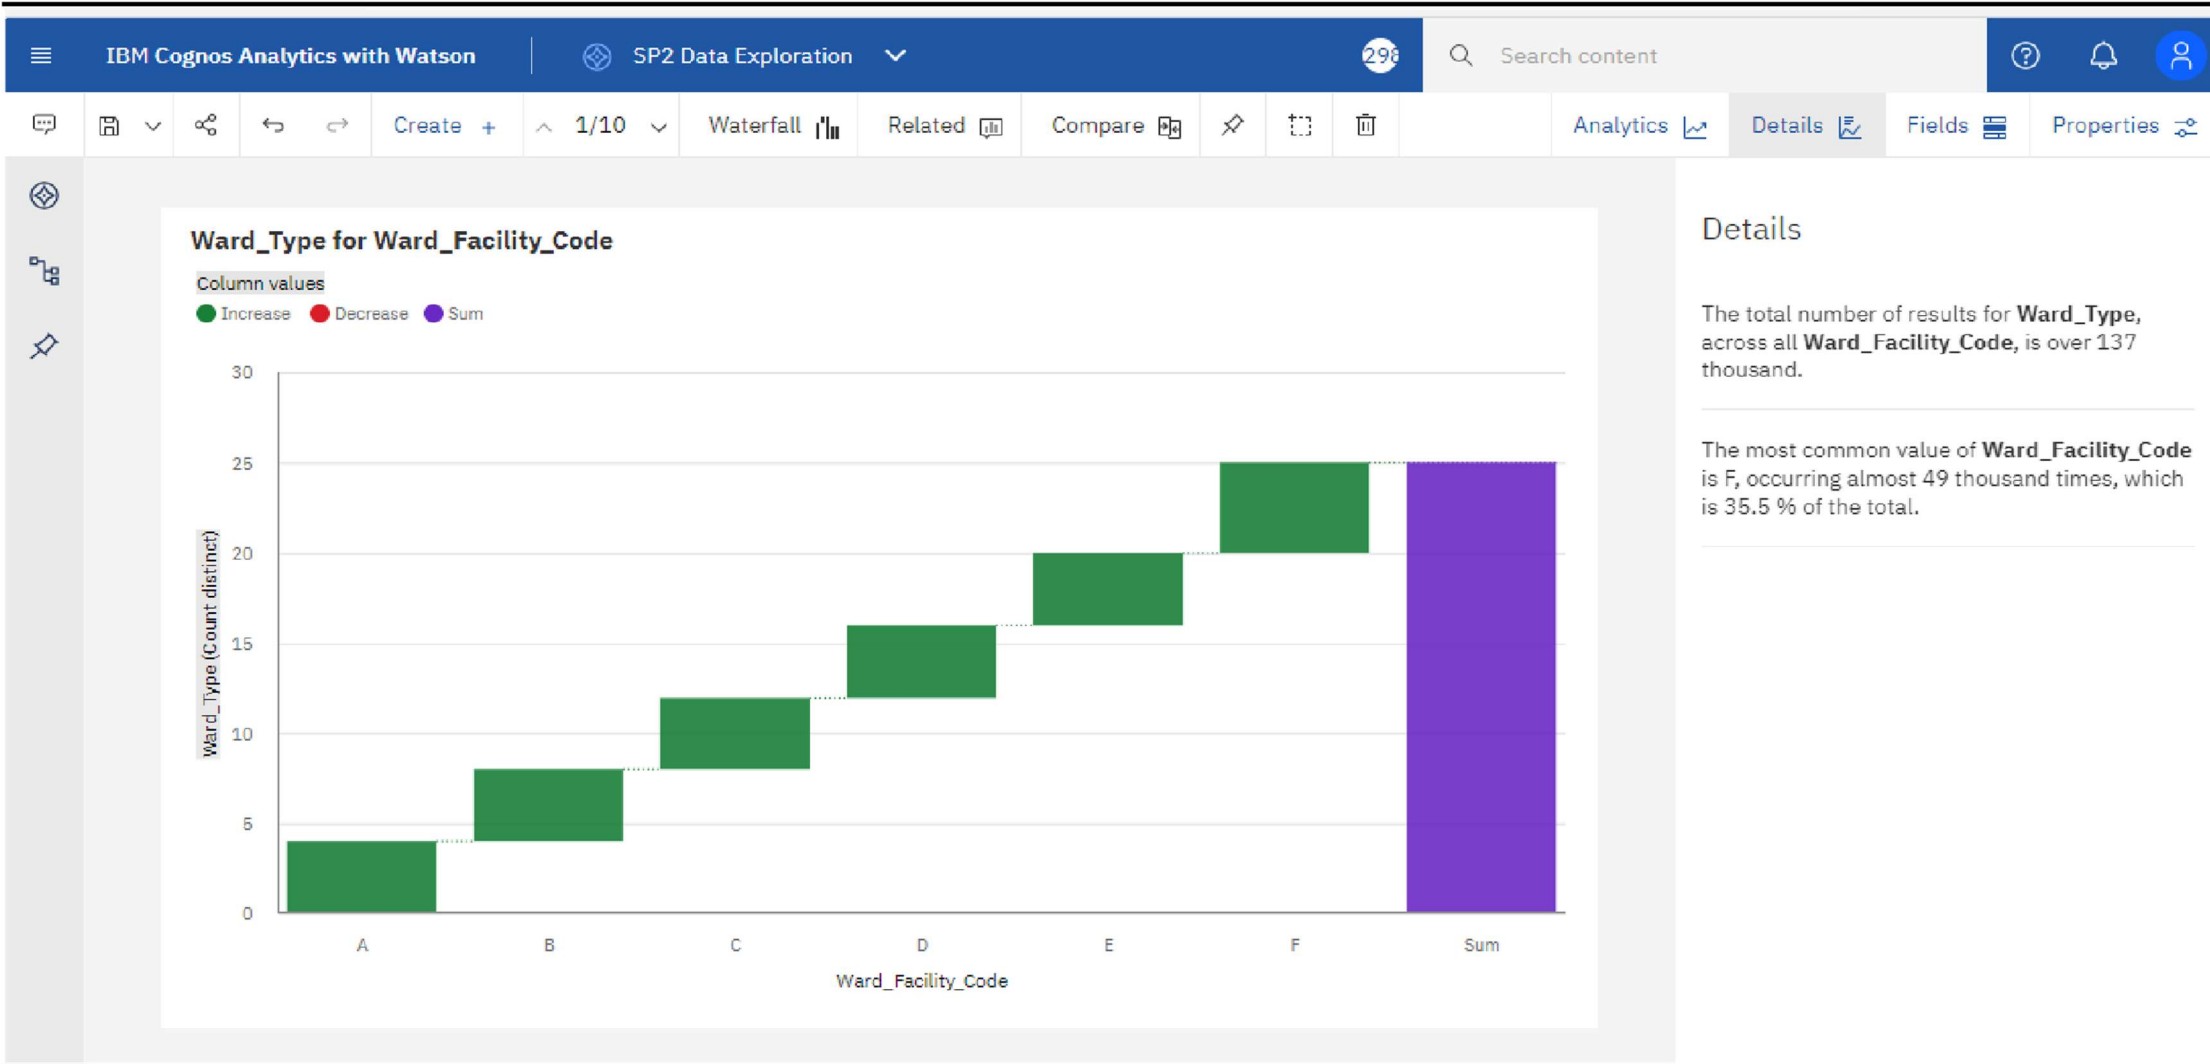 IBM Cognos Analytics with Watson
SP2 Data Exploration
298
Search content
Create +
1/10
Waterfall
Related
Compare
Analytics
Details
Fields
Properties
Ward_Type for Ward_Facility_Code
Column values
Increase Decrease Sum
30
25
20
15
10
5
0
Ward_Type (Count distinct)
A B C D E F Sum
Ward_Facility_Code
Details
The total number of results for Ward_Type,
across all Ward_Facility_Code, is over 137
thousand.
The most common value of Ward_Facility_Code
is F, occurring almost 49 thousand times, which
is 35.5 % of the total.